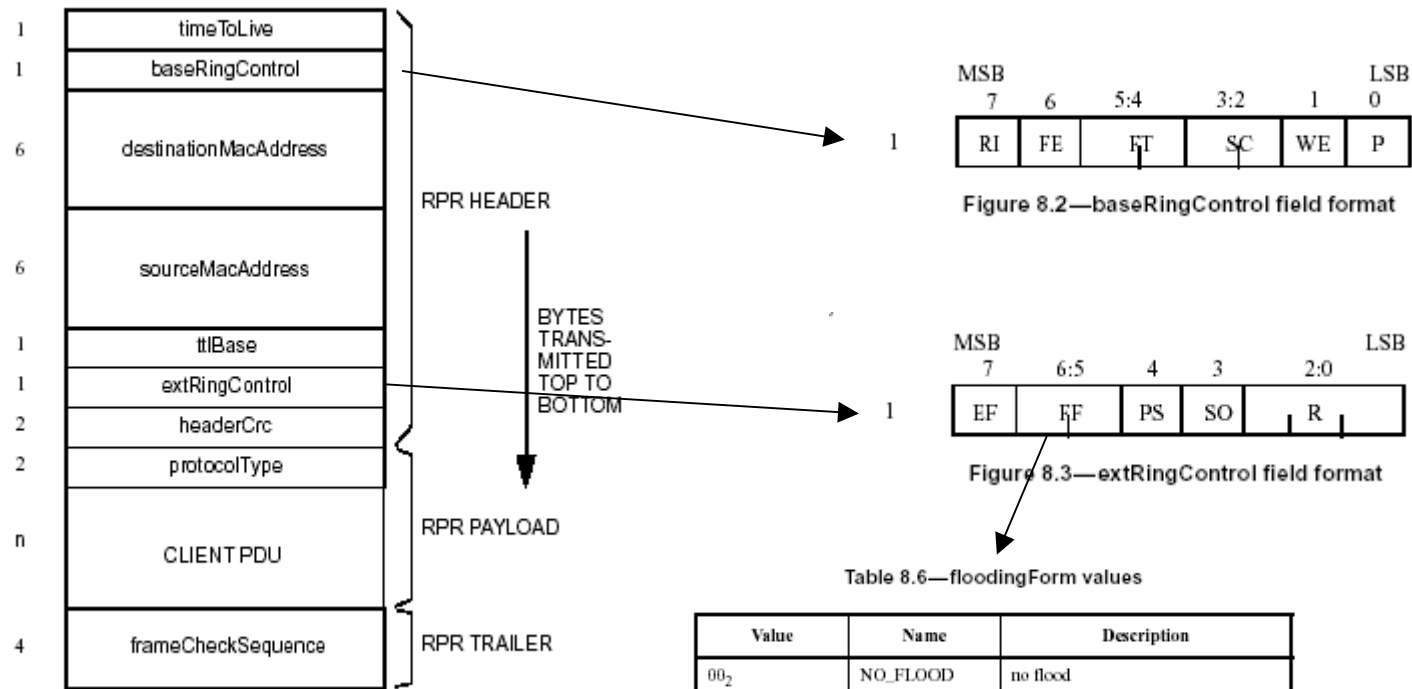 1 timeToLive
1 baseRingControl
6 destinationMacAddress
6 sourceMacAddress
1 ttlBase
1 extRingControl
2 headerCrc
2 protocolType
n CLIENT PDU
4 frameCheckSequence
RPR HEADER
BYTES
TRANS-
MITTED
TOP TO
BOTTOM
RPR PAYLOAD
RPR TRAILER
MSB LSB
7 6 5:4 3:2 1 0
1 RI FE FT SC WE P
Figure 8.2—baseRingControl field format
MSB LSB
7 6:5 4 3 2:0
1 EF FF PS SO R
Figure 8.3—extRingControl field format
Table 8.6—floodingForm values
Value Name Description
00₂ NO_FLOOD no flood